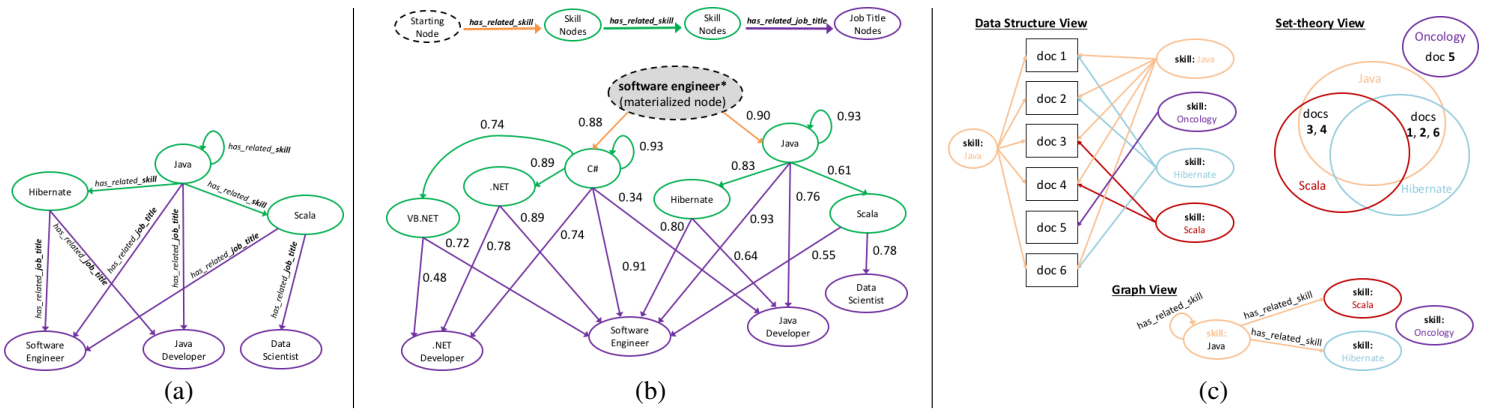 Java
has_related_skill
Hibernate
has_related_skill
has_related_skill
Scala
has_related_job_title
has_related_job_title
has_related_job_title
has_related_job_title
has_related_job_title
has_related_job_title
Software
Engineer
Java
Developer
Data
Scientist
(a)
Starting
Node
has_related_skill
Skill
Nodes
has_related_skill
Skill
Nodes
has_related_job_title
Job Title
Nodes
software engineer*
(materialized node)
0.88
0.90
0.74
0.93
0.93
C#
Java
0.89
.NET
VB.NET
0.34
0.83
0.61
0.76
Hibernate
Scala
0.89
0.72
0.78
0.74
0.91
0.80
0.93
0.64
0.55
0.78
0.48
Data
Scientist
.NET
Developer
Software
Engineer
Java
Developer
(b)
Data Structure View
doc 1
doc 2
doc 3
doc 4
doc 5
doc 6
skill:
Java
skill: Java
skill:
Oncology
skill:
Hibernate
skill:
Scala
Set-theory View
Oncology
doc 5
Java
docs
3, 4
docs
1, 2, 6
Scala
Hibernate
Graph View
has_related_skill
skill:
Java
has_related_skill
has_related_skill
skill:
Scala
skill:
Hibernate
skill:
Oncology
(c)